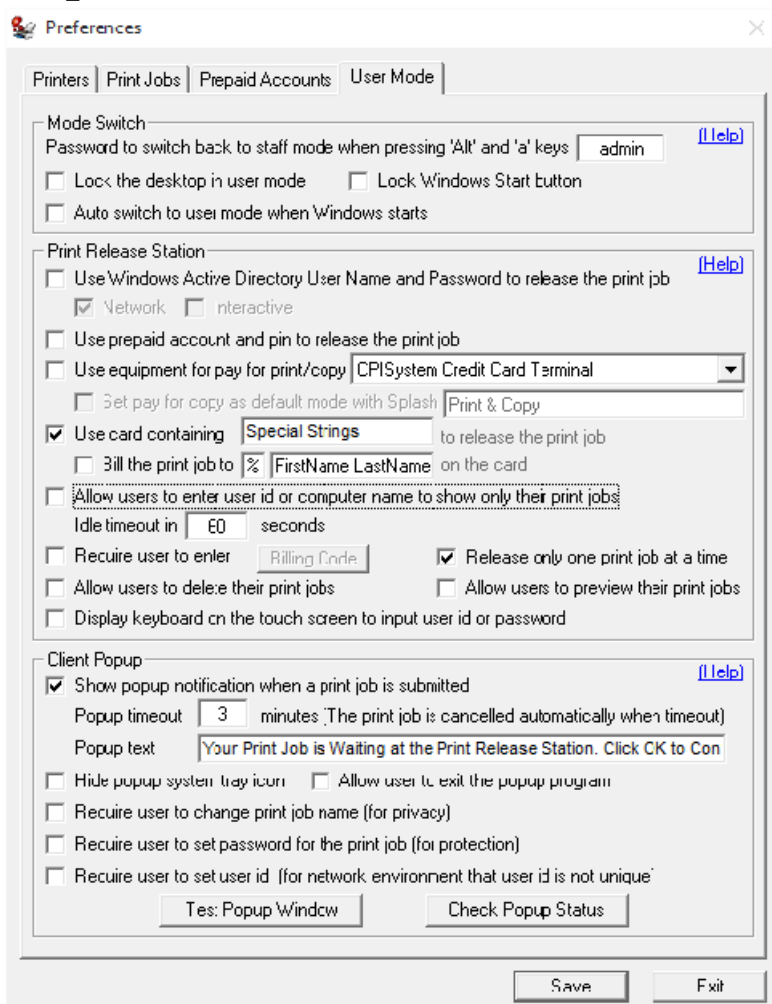 Preferences
Printers Print Jobs Prepaid Accounts User Mode
Mode Switch
(Help)
Password to switch back to staff mode when pressing 'Alt' and 'a' keys admin
Lock the desktop in user mode Lock Windows Start button
Auto switch to user mode when Windows starts
Print Release Station
(Help)
Use Windows Active Directory User Name and Password to release the print job
Network Interactive
Use prepaid account and pin to release the print job
Use equipment for pay for print/copy CPISystem Credit Card Terminal
Set pay for copy as default mode with Splash Print & Copy
Use card containing Special Strings to release the print job
Bill the print job to % FirstName LastName on the card
Allow users to enter user id or computer name to show only their print jobs
Idle timeout in 60 seconds
Require user to enter Billing Code Release only one print job at a time
Allow users to delete their print jobs Allow users to preview their print jobs
Display keyboard on the touch screen to input user id or password
Client Popup
(Help)
Show popup notification when a print job is submitted
Popup timeout 3 minutes (The print job is cancelled automatically when timeout)
Popup text Your Print Job is Waiting at the Print Release Station. Click OK to Con
Hide popup system tray icon Allow user to exit the popup program
Require user to change print job name (for privacy)
Require user to set password for the print job (for protection)
Require user to set user id (for network environment that user id is not unique)
Test Popup Window Check Popup Status
Save Exit